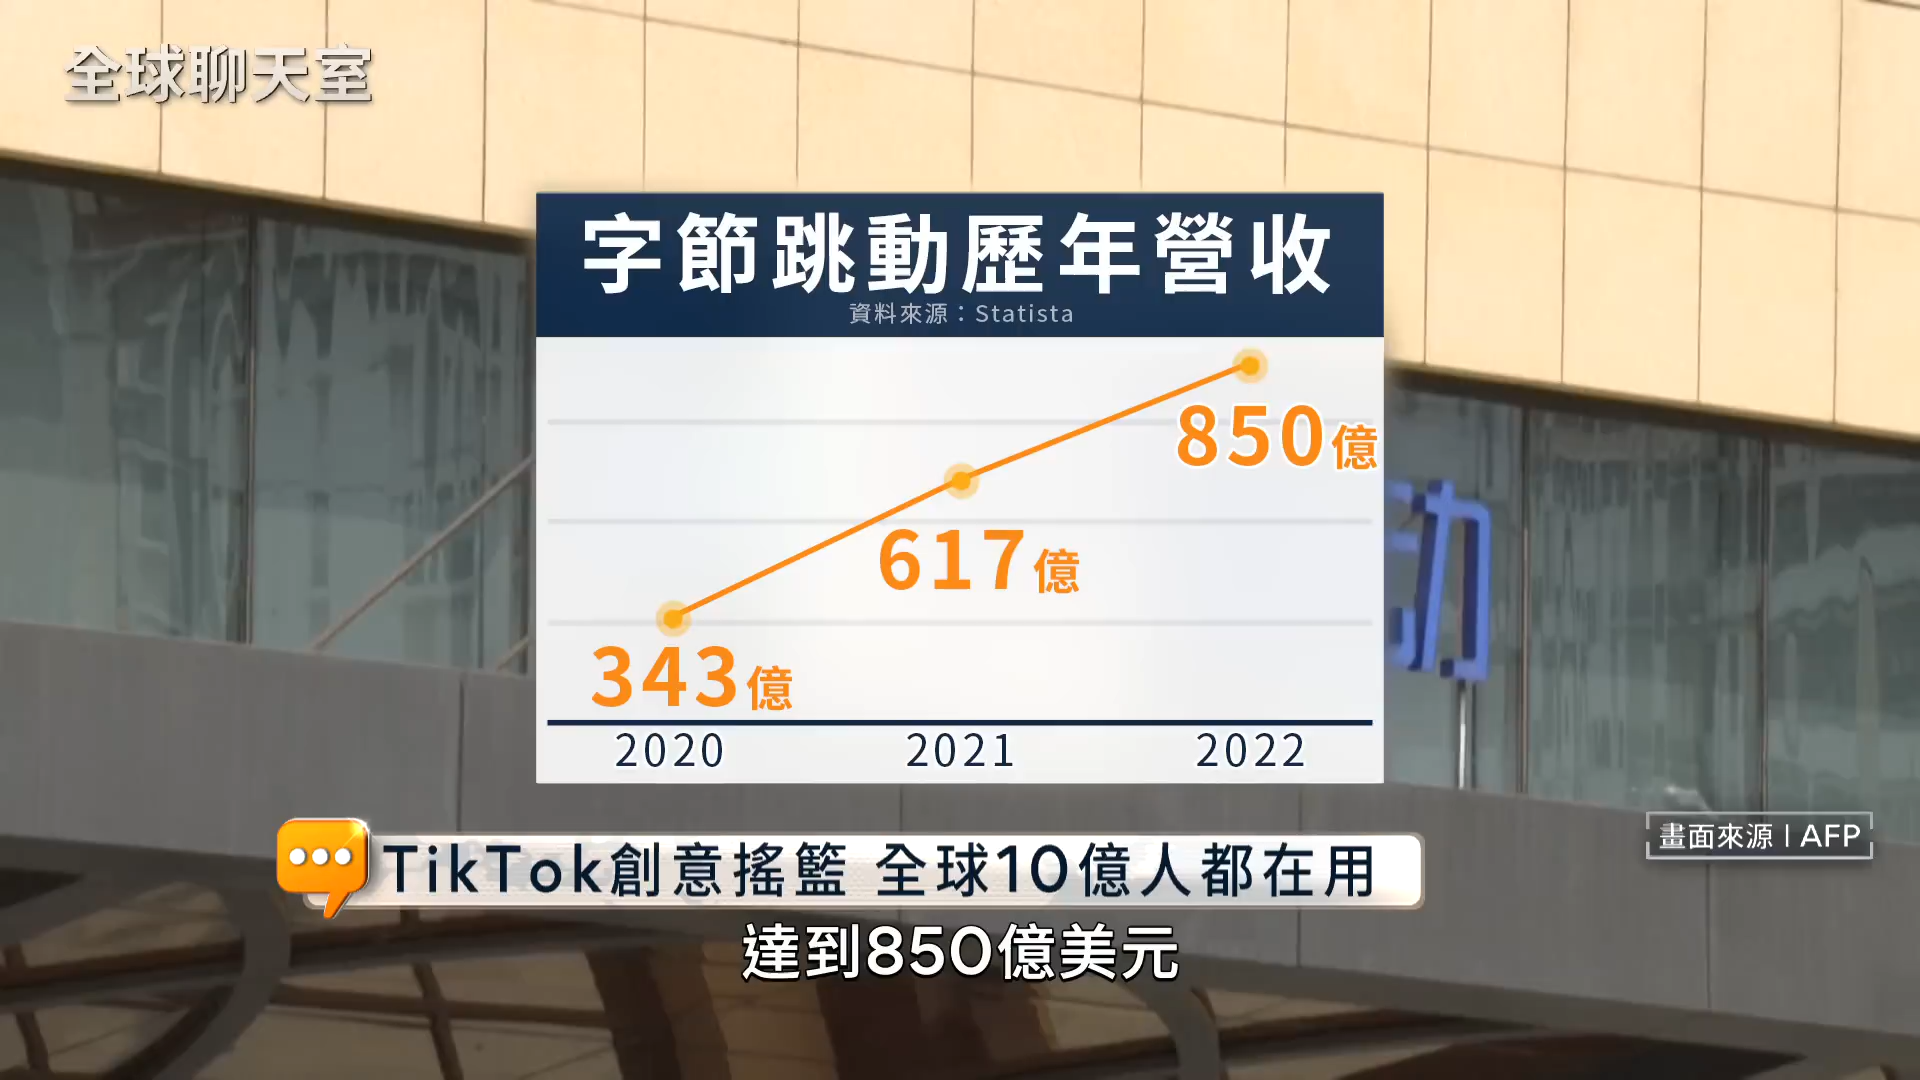 全球聊天室
字節跳動歷年營收
資料來源：Statista
850億
617億
343億
2020 2021 2022
動
畫面來源 | AFP
TikTok創意搖籃 全球10億人都在用
達到850億美元